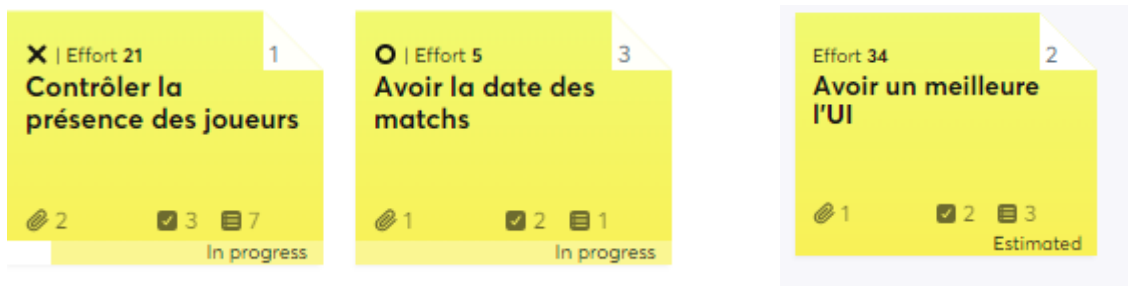 X | Effort 21 1
Contrôler la
présence des joueurs
2 3 7
In progress
O | Effort 5 3
Avoir la date des
matchs
1 2 1
In progress
Effort 34 2
Avoir un meilleure
l'UI
1 2 3
Estimated